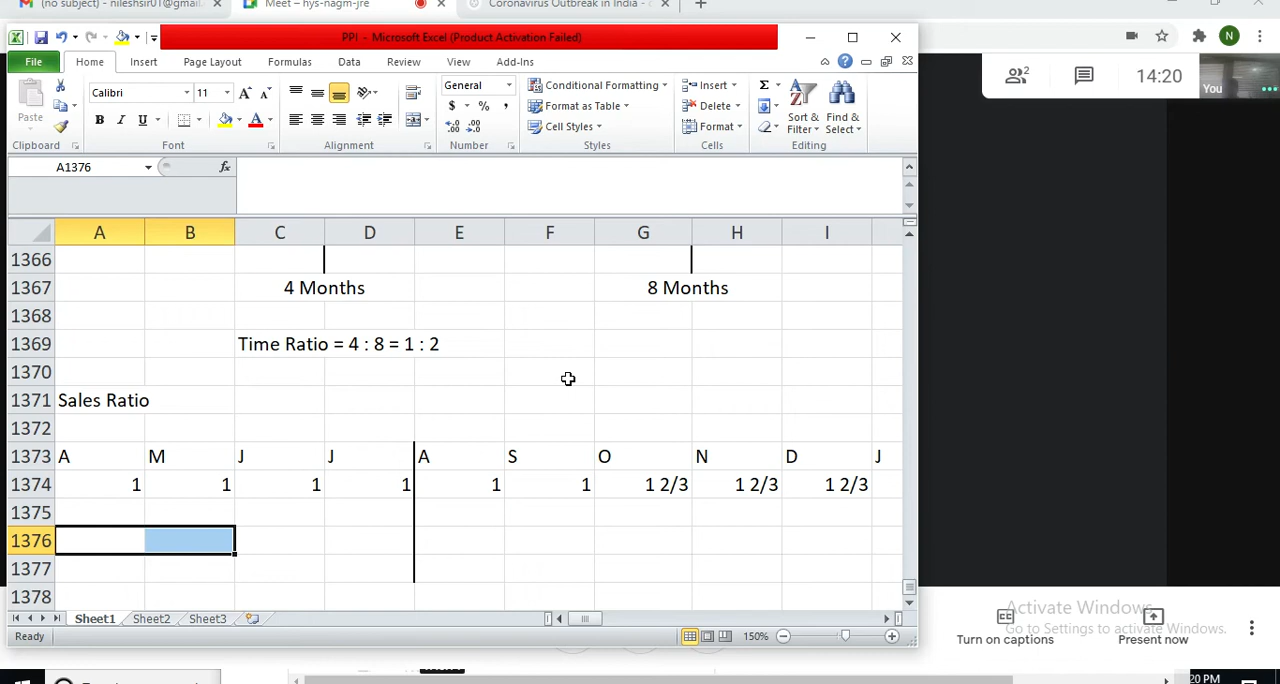 (no subject) - nileshsir01@gmail.
Meet – hys-nagm-jre
Coronavirus Outbreak in India - c
PPI - Microsoft Excel (Product Activation Failed)
File Home Insert Page Layout Formulas Data Review View Add-Ins
N
14:20
You
Paste
Clipboard
Calibri 11
B I U
Font
Alignment
General
$ % ,
Number
Conditional Formatting
Format as Table
Cell Styles
Styles
Insert
Delete
Format
Cells
Sort & Filter
Find & Select
Editing
A1376
fx
A B C D E F G H I
1366
1367 4 Months 8 Months
1368
1369 Time Ratio = 4 : 8 = 1 : 2
1370
1371 Sales Ratio
1372
1373 A M J J A S O N D J
1374 1 1 1 1 1 1 1 2/3 1 2/3 1 2/3
1375
1376
1377
1378
Sheet1 Sheet2 Sheet3
Ready
150%
Activate Windows
Go to Settings to activate Windows.
Turn on captions
Present now
20 PM